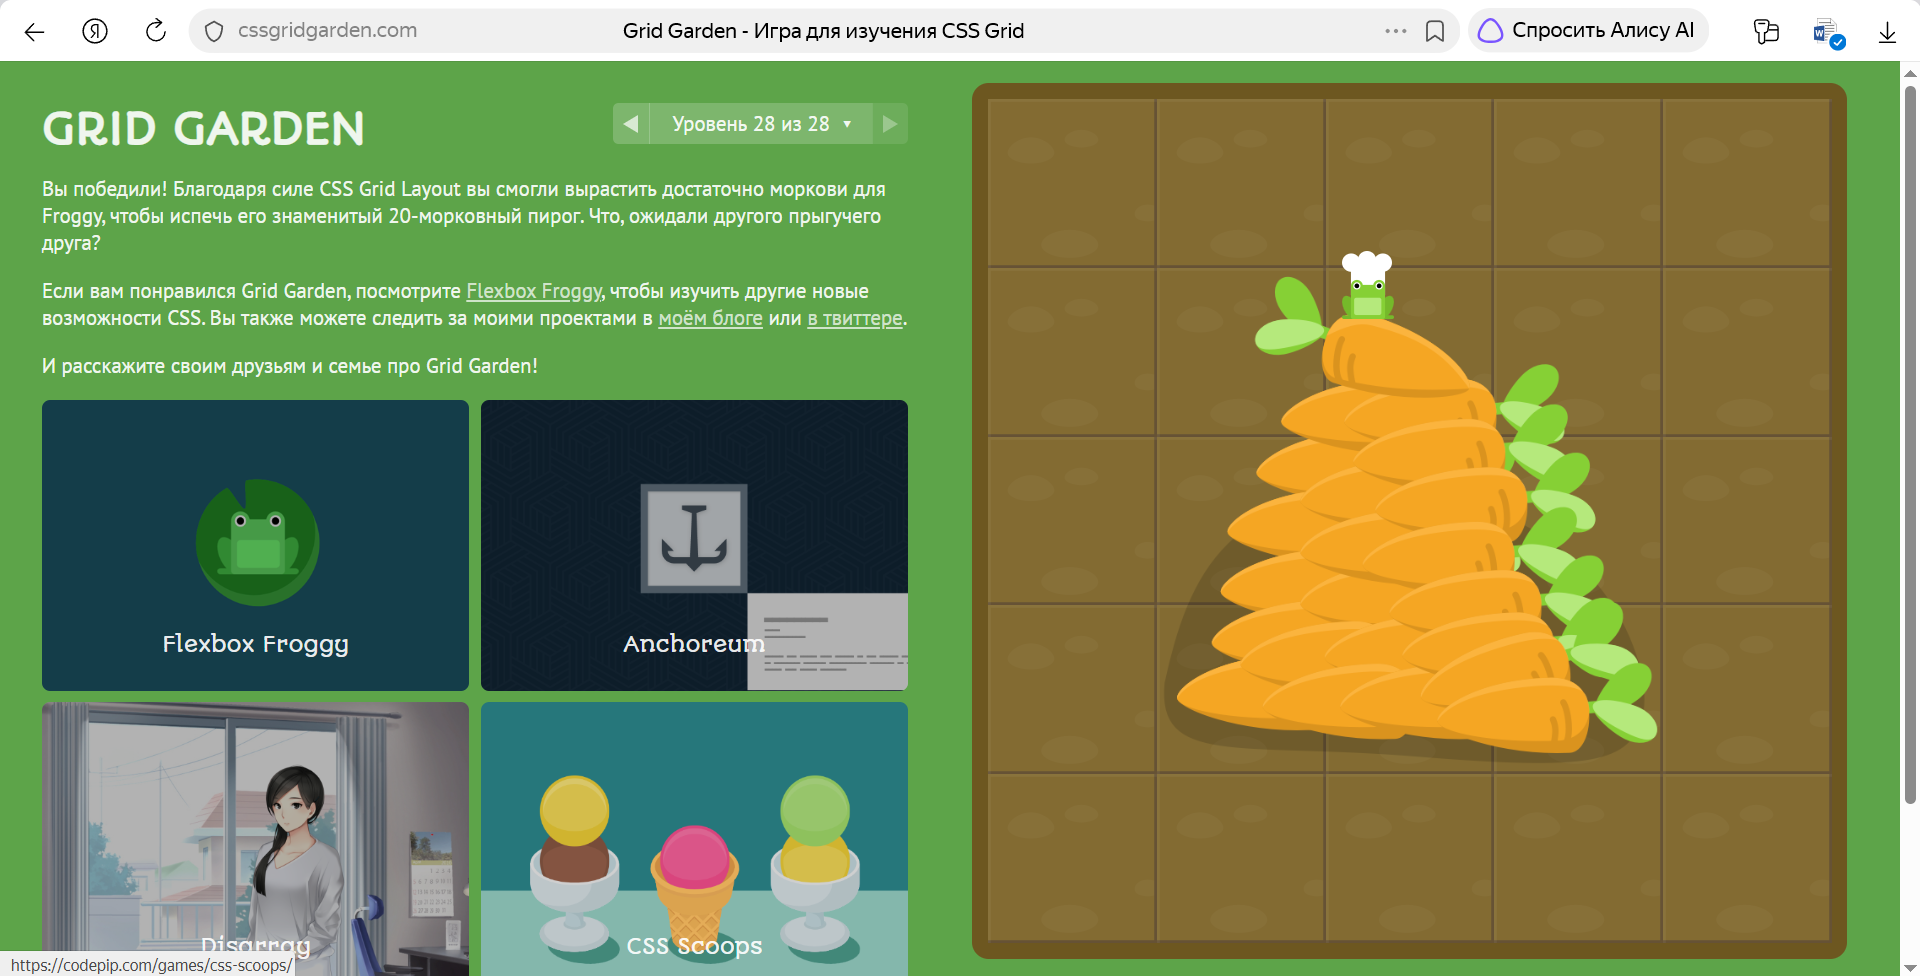 cssgridgarden.com
Grid Garden - Игра для изучения CSS Grid
Спросить Алису AI
GRID GARDEN
Уровень 28 из 28
Вы победили! Благодаря силе CSS Grid Layout вы смогли вырастить достаточно моркови для
Froggy, чтобы испечь его знаменитый 20-морковный пирог. Что, ожидали другого прыгучего
друга?
Если вам понравился Grid Garden, посмотрите Flexbox Froggy, чтобы изучить другие новые
возможности CSS. Вы также можете следить за моими проектами в моём блоге или в твиттере.
И расскажите своим друзьям и семье про Grid Garden!
Flexbox Froggy
Anchoreum
Disarray
CSS Scoops
https://codepip.com/games/css-scoops/